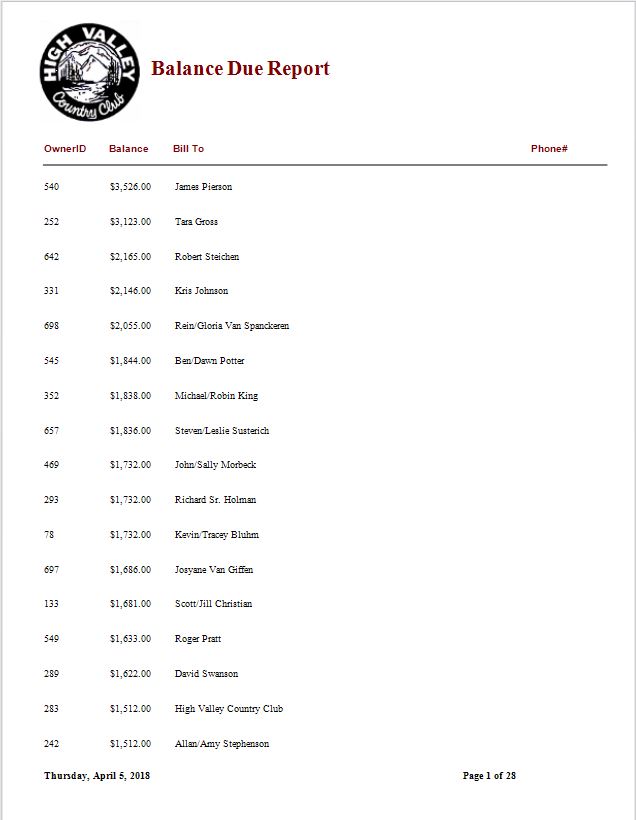 HIGH VALLEY
Country Club
Balance Due Report
OwnerID Balance Bill To Phone#
540 $3,526.00 James Pierson
252 $3,123.00 Tara Gross
642 $2,165.00 Robert Steichen
331 $2,146.00 Kris Johnson
698 $2,055.00 Rein/Gloria Van Spanckeren
545 $1,844.00 Ben/Dawn Potter
352 $1,838.00 Michael/Robin King
657 $1,836.00 Steven/Leslie Susterich
469 $1,732.00 John/Sally Morbeck
293 $1,732.00 Richard Sr. Holman
78 $1,732.00 Kevin/Tracey Bluhm
697 $1,686.00 Josyane Van Giffen
133 $1,681.00 Scott/Jill Christian
549 $1,633.00 Roger Pratt
289 $1,622.00 David Swanson
283 $1,512.00 High Valley Country Club
242 $1,512.00 Allan/Amy Stephenson
Thursday, April 5, 2018 Page 1 of 28